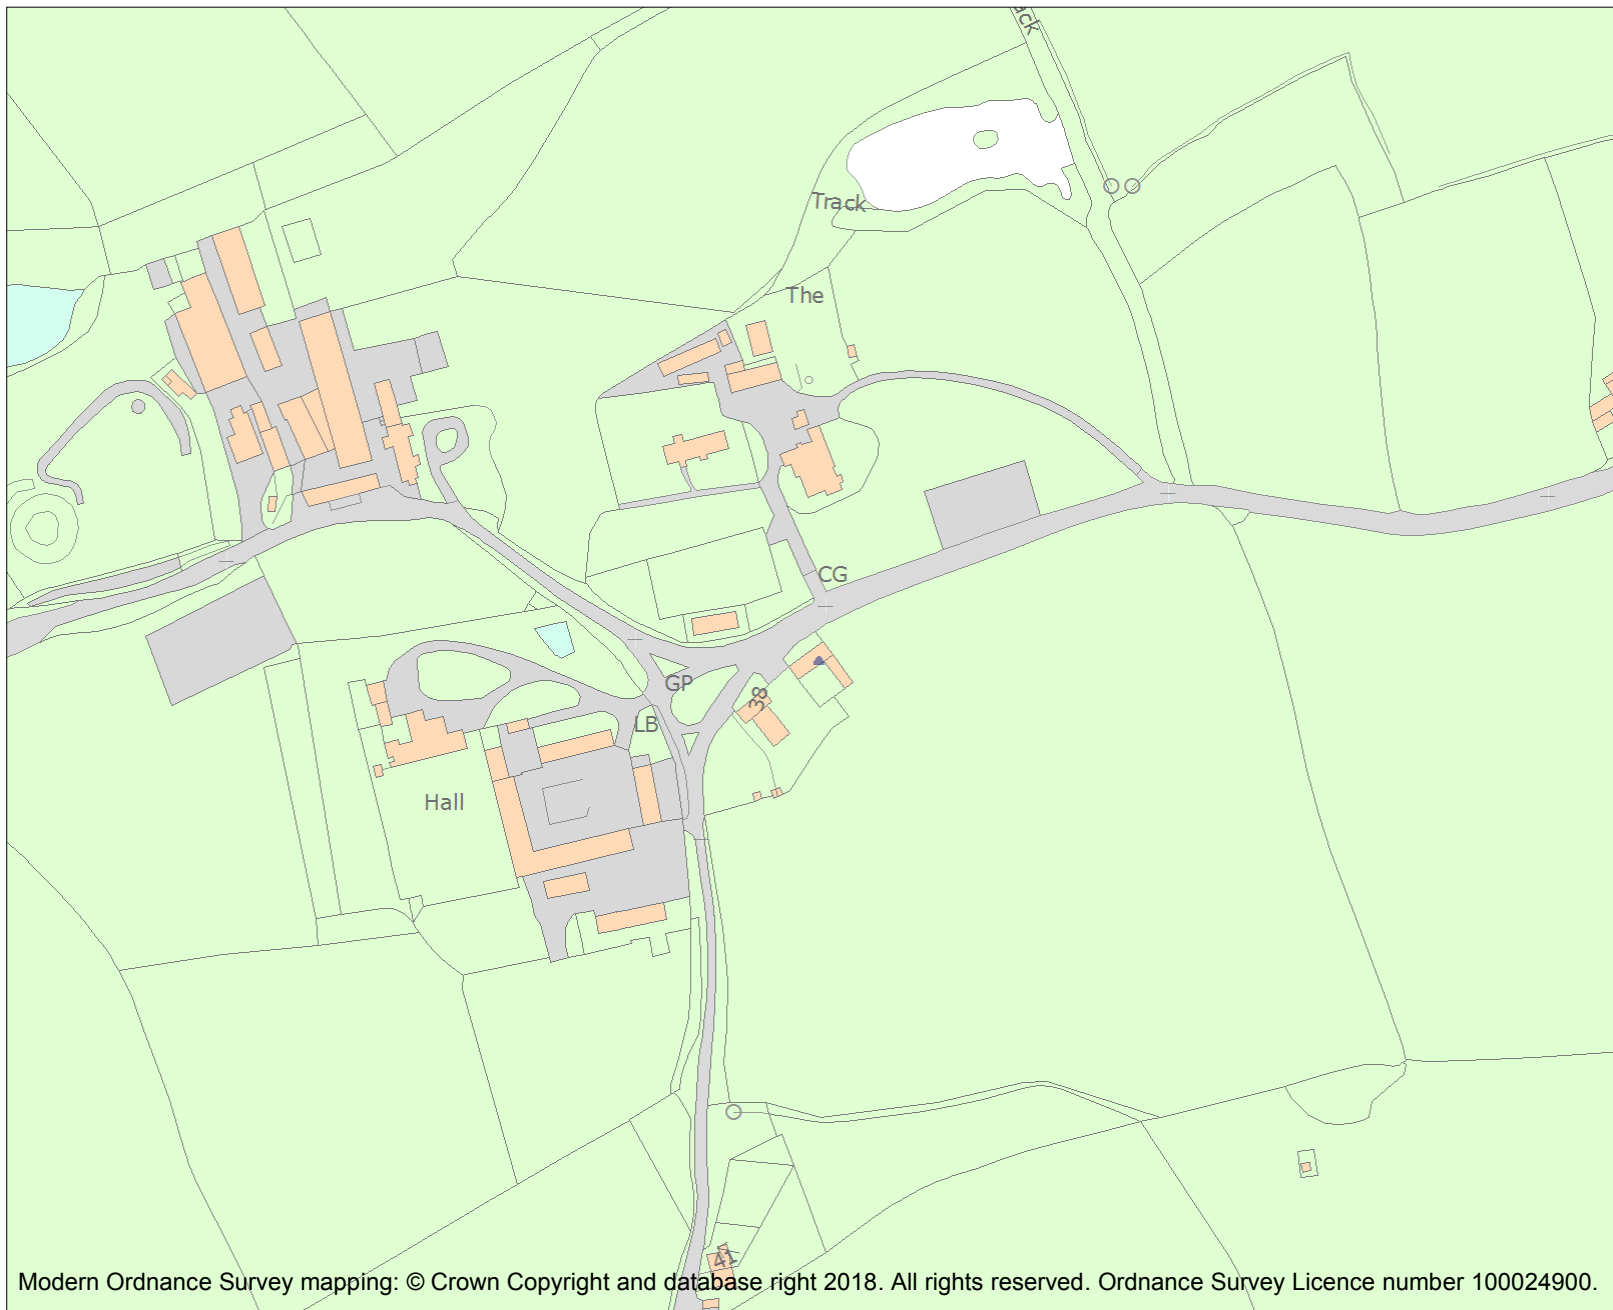 ack
Track
The
CG
GP
38
LB
Hall
41
Modern Ordnance Survey mapping: © Crown Copyright and database right 2018. All rights reserved. Ordnance Survey Licence number 100024900.